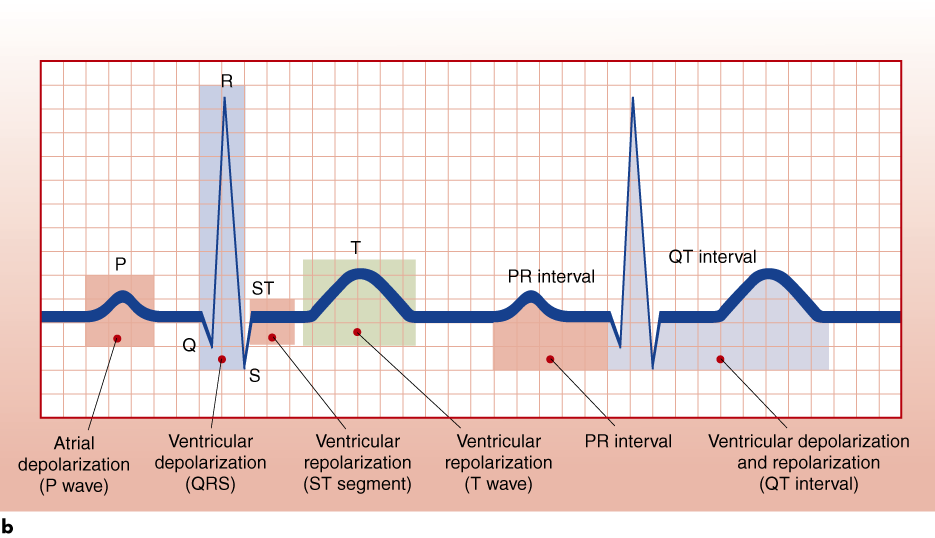 R
P
ST
T
PR interval
QT interval
Q
S
Atrial
depolarization
(P wave)
Ventricular
depolarization
(QRS)
Ventricular
repolarization
(ST segment)
Ventricular
repolarization
(T wave)
PR interval
Ventricular depolarization
and repolarization
(QT interval)
b